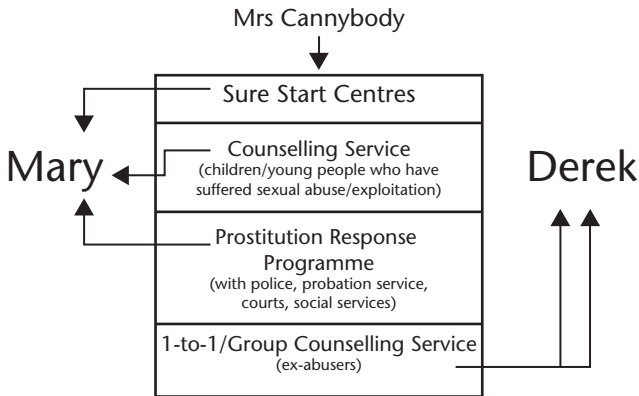 Mrs Cannybody
Sure Start Centres
Mary
Counselling Service
(children/young people who have
suffered sexual abuse/exploitation)
Derek
Prostitution Response
Programme
(with police, probation service,
courts, social services)
1-to-1/Group Counselling Service
(ex-abusers)